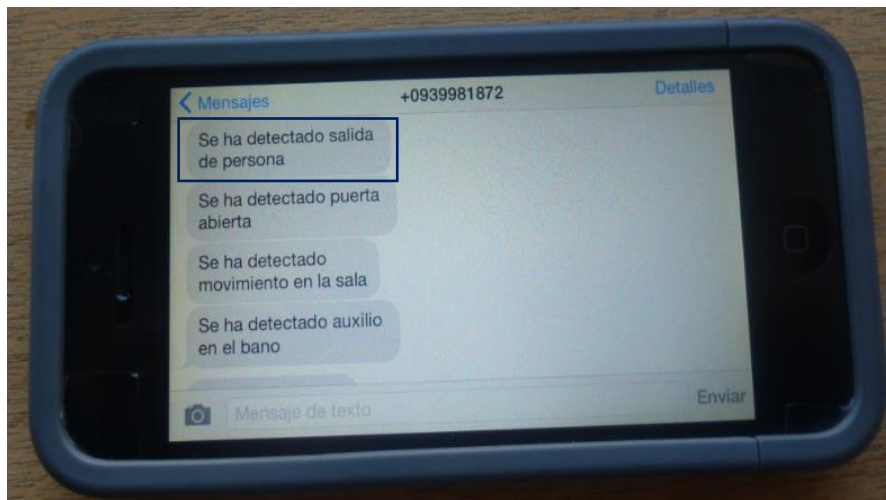 Mensajes
+0939981872
Detalles
Se ha detectado salida
de persona
Se ha detectado puerta
abierta
Se ha detectado
movimiento en la sala
Se ha detectado auxilio
en el bano
Mensaje de texto
Enviar